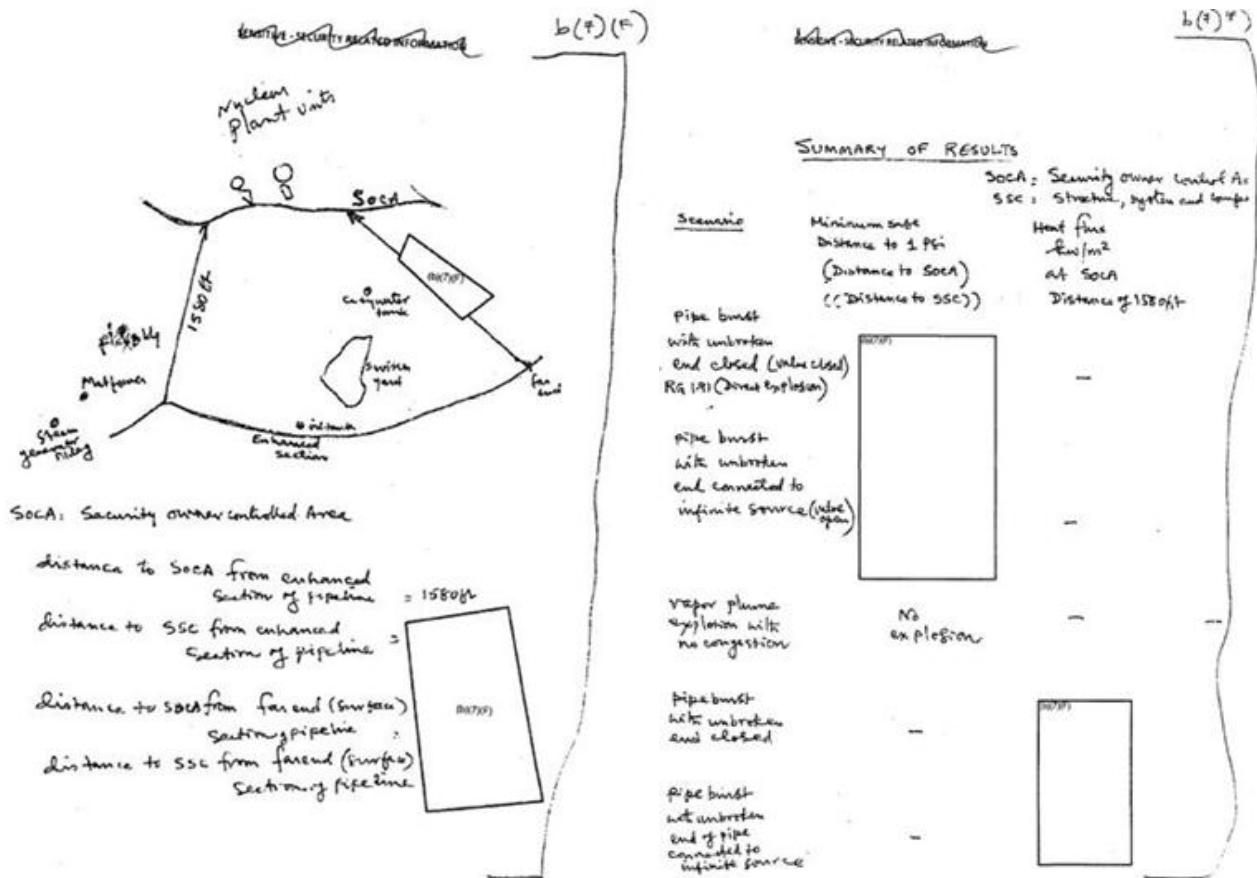 b(7)(F)
SENSITIVE - SECURITY RELATED INFORMATION
Nuclear
plant units
SOCA
(b)(7)(F)
1580 ft
tank
Switch
yard
far
end
Steam
generator
Enhanced
section
SOCA: Security owner controlled Area
distance to SOCA from enhanced
section of pipeline = 1580 ft
distance to SSC from enhanced
section of pipeline =
(b)(7)(F)
distance to SOCA from far end (surface)
section of pipeline :
distance to SSC from far end (surface)
section of pipeline
b(7)F
SENSITIVE - SECURITY RELATED INFORMATION
SUMMARY OF RESULTS
SOCA: Security owner control A
SSC: Structure, system and compo
Scenario
Minimum safe
Distance to 1 PSi
(Distance to SOCA)
((Distance to SSC))
Heat flux
kw/m²
at SOCA
Distance of 1580 ft
pipe burst
with unbroken
end closed (valve closed)
RG 1.91 (Direct explosion)
(b)(7)(F)
–
pipe burst
with unbroken
end connected to
infinite source (valve
open)
–
vapor plume
explosion with
no congestion
No
explosion
–
–
pipe burst
with unbroken
end closed
–
(b)(7)(F)
pipe burst
with unbroken
end of pipe
connected to
infinite source
–